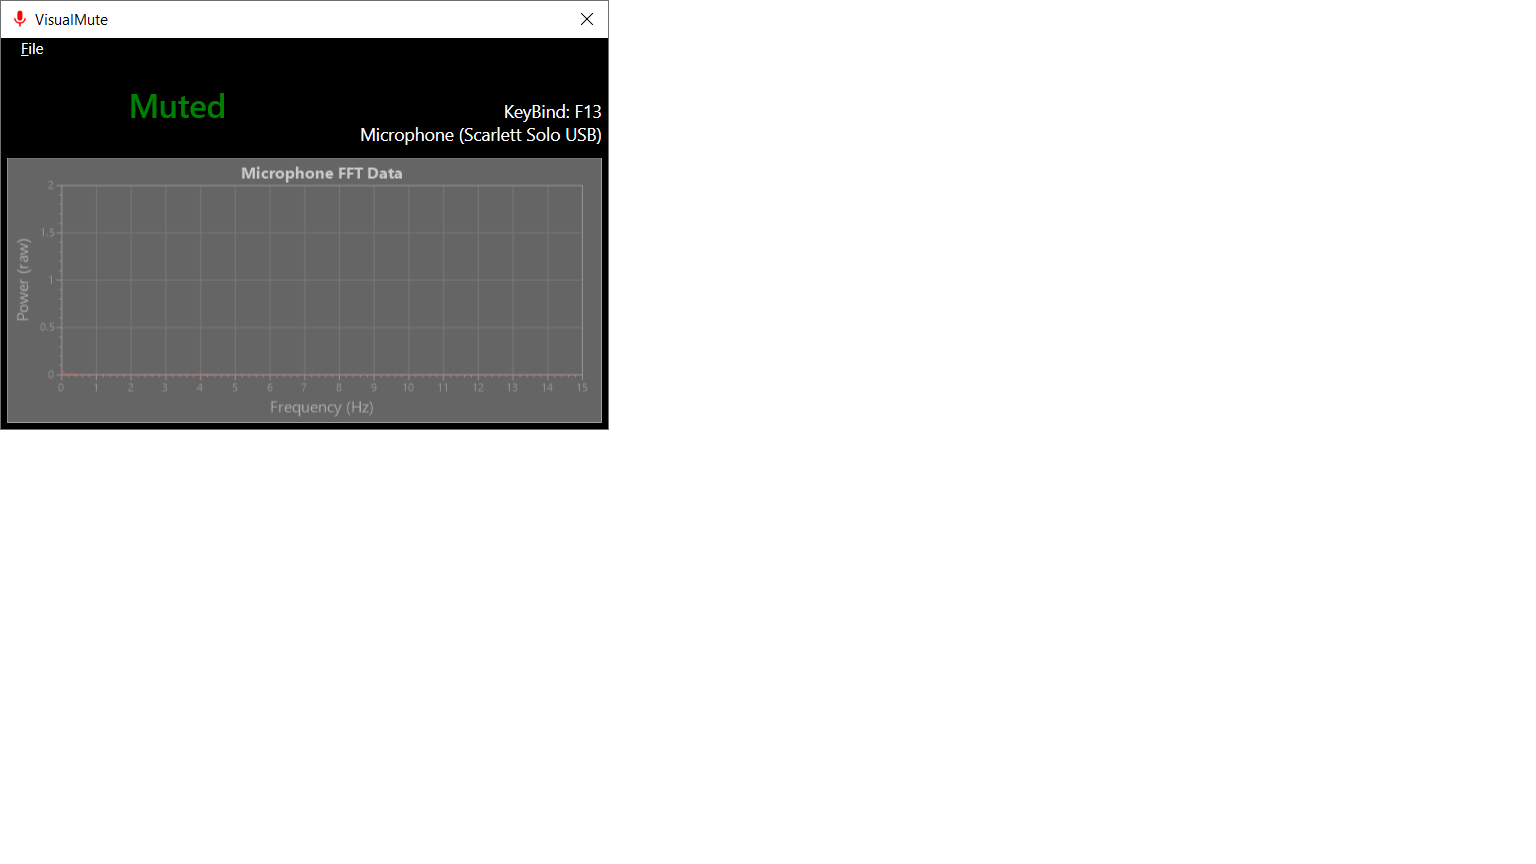 VisualMute
File
Muted
KeyBind: F13
Microphone (Scarlett Solo USB)
Microphone FFT Data
2
1.5
1
0.5
0
Power (raw)
0 1 2 3 4 5 6 7 8 9 10 11 12 13 14 15
Frequency (Hz)